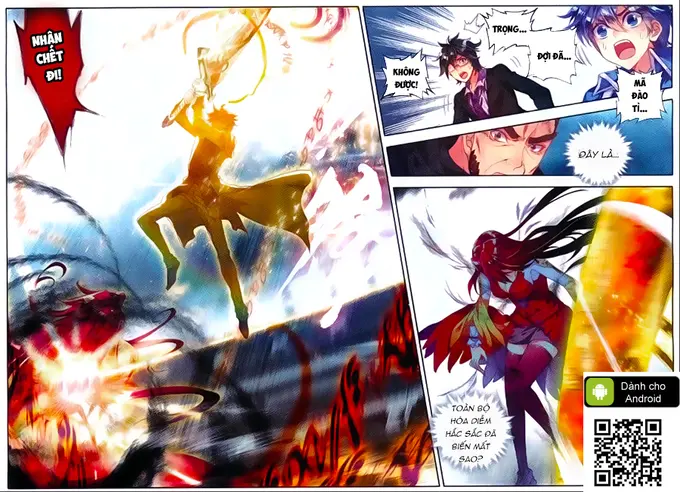 NHÂN
CHẾT
ĐI!
KHÔNG
ĐƯỢC!
TRỌNG...
ĐỢI ĐÃ...
MÃ
ĐÀO
TỈ...
ĐÂY LÀ...
TOÀN BỘ
HỎA DIỄM
HẮC SẮC ĐÃ
BIẾN MẤT
SAO?
Dành cho
Android